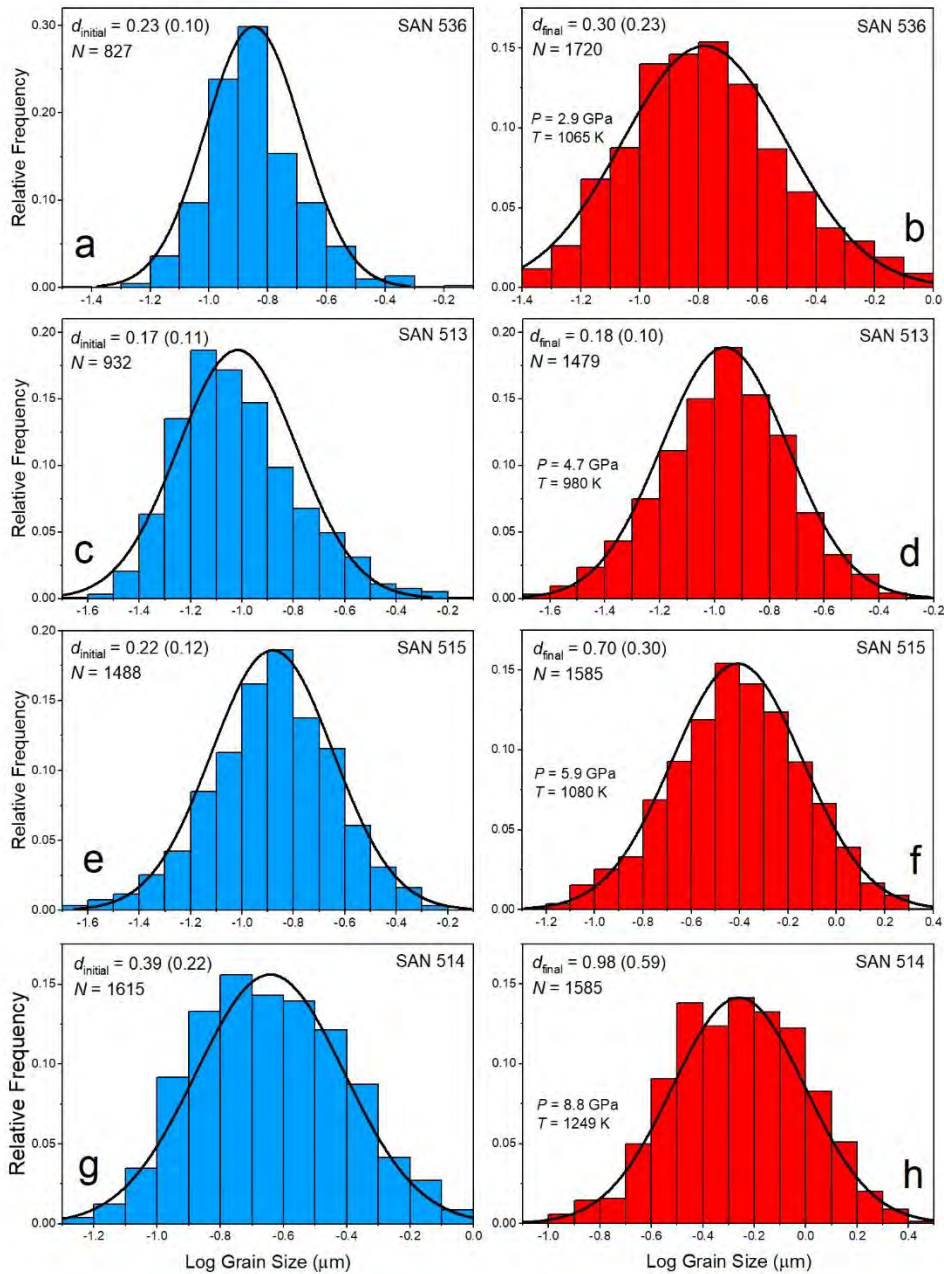 d_initial = 0.23 (0.10)
N = 827
SAN 536
0.30
0.20
0.10
0.00
Relative Frequency
a
-1.4
-1.2
-1.0
-0.8
-0.6
-0.4
-0.2
d_final = 0.30 (0.23)
N = 1720
SAN 536
P = 2.9 GPa
T = 1065 K
0.15
0.10
0.05
0.00
b
-1.4
-1.2
-1.0
-0.8
-0.6
-0.4
-0.2
0.0
d_initial = 0.17 (0.11)
N = 932
SAN 513
0.20
0.15
0.10
0.05
0.00
Relative Frequency
c
-1.6
-1.4
-1.2
-1.0
-0.8
-0.6
-0.4
-0.2
d_final = 0.18 (0.10)
N = 1479
SAN 513
P = 4.7 GPa
T = 980 K
0.20
0.15
0.10
0.05
0.00
d
-1.6
-1.4
-1.2
-1.0
-0.8
-0.6
-0.4
-0.2
d_initial = 0.22 (0.12)
N = 1488
SAN 515
0.20
0.15
0.10
0.05
0.00
Relative Frequency
e
-1.6
-1.4
-1.2
-1.0
-0.8
-0.6
-0.4
-0.2
d_final = 0.70 (0.30)
N = 1585
SAN 515
P = 5.9 GPa
T = 1080 K
0.15
0.10
0.05
0.00
f
-1.2
-1.0
-0.8
-0.6
-0.4
-0.2
0.0
0.2
0.4
d_initial = 0.39 (0.22)
N = 1615
SAN 514
0.15
0.10
0.05
0.00
Relative Frequency
g
-1.2
-1.0
-0.8
-0.6
-0.4
-0.2
0.0
Log Grain Size (μm)
d_final = 0.98 (0.59)
N = 1585
SAN 514
P = 8.8 GPa
T = 1249 K
0.15
0.10
0.05
0.00
h
-1.0
-0.8
-0.6
-0.4
-0.2
0.0
0.2
0.4
Log Grain Size (μm)